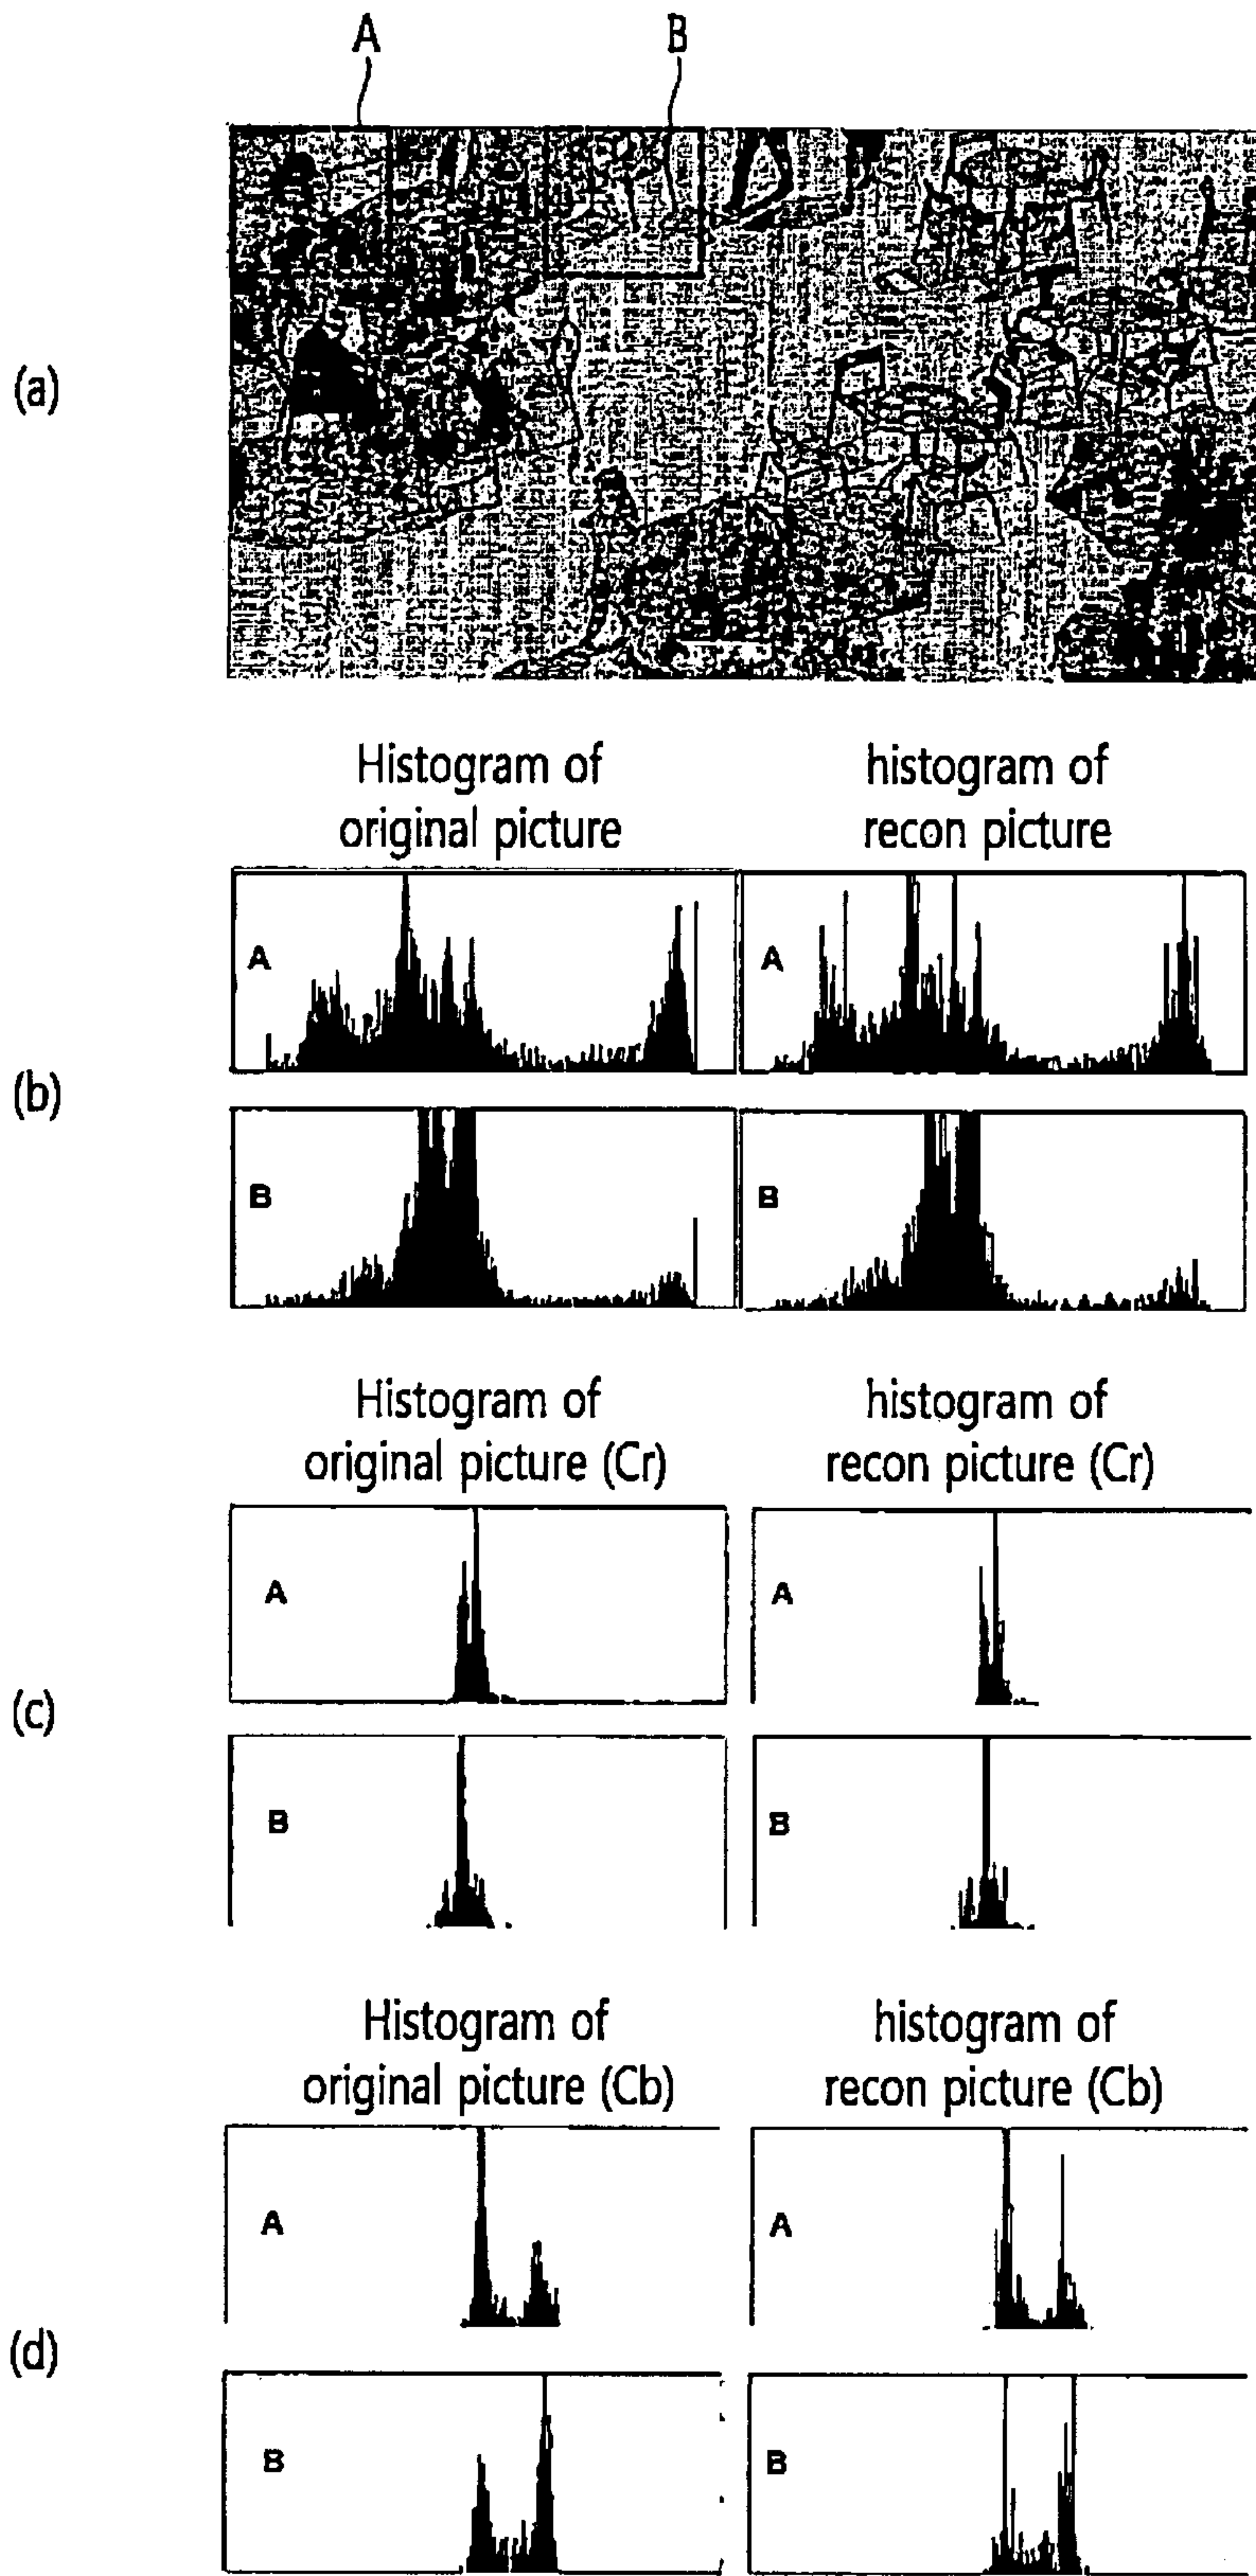 A B
(a)
Histogram of histogram of
original picture recon picture
A A
(b)
B B
Histogram of histogram of
original picture (Cr) recon picture (Cr)
A A
(c)
B B
Histogram of histogram of
original picture (Cb) recon picture (Cb)
A A
(d)
B B